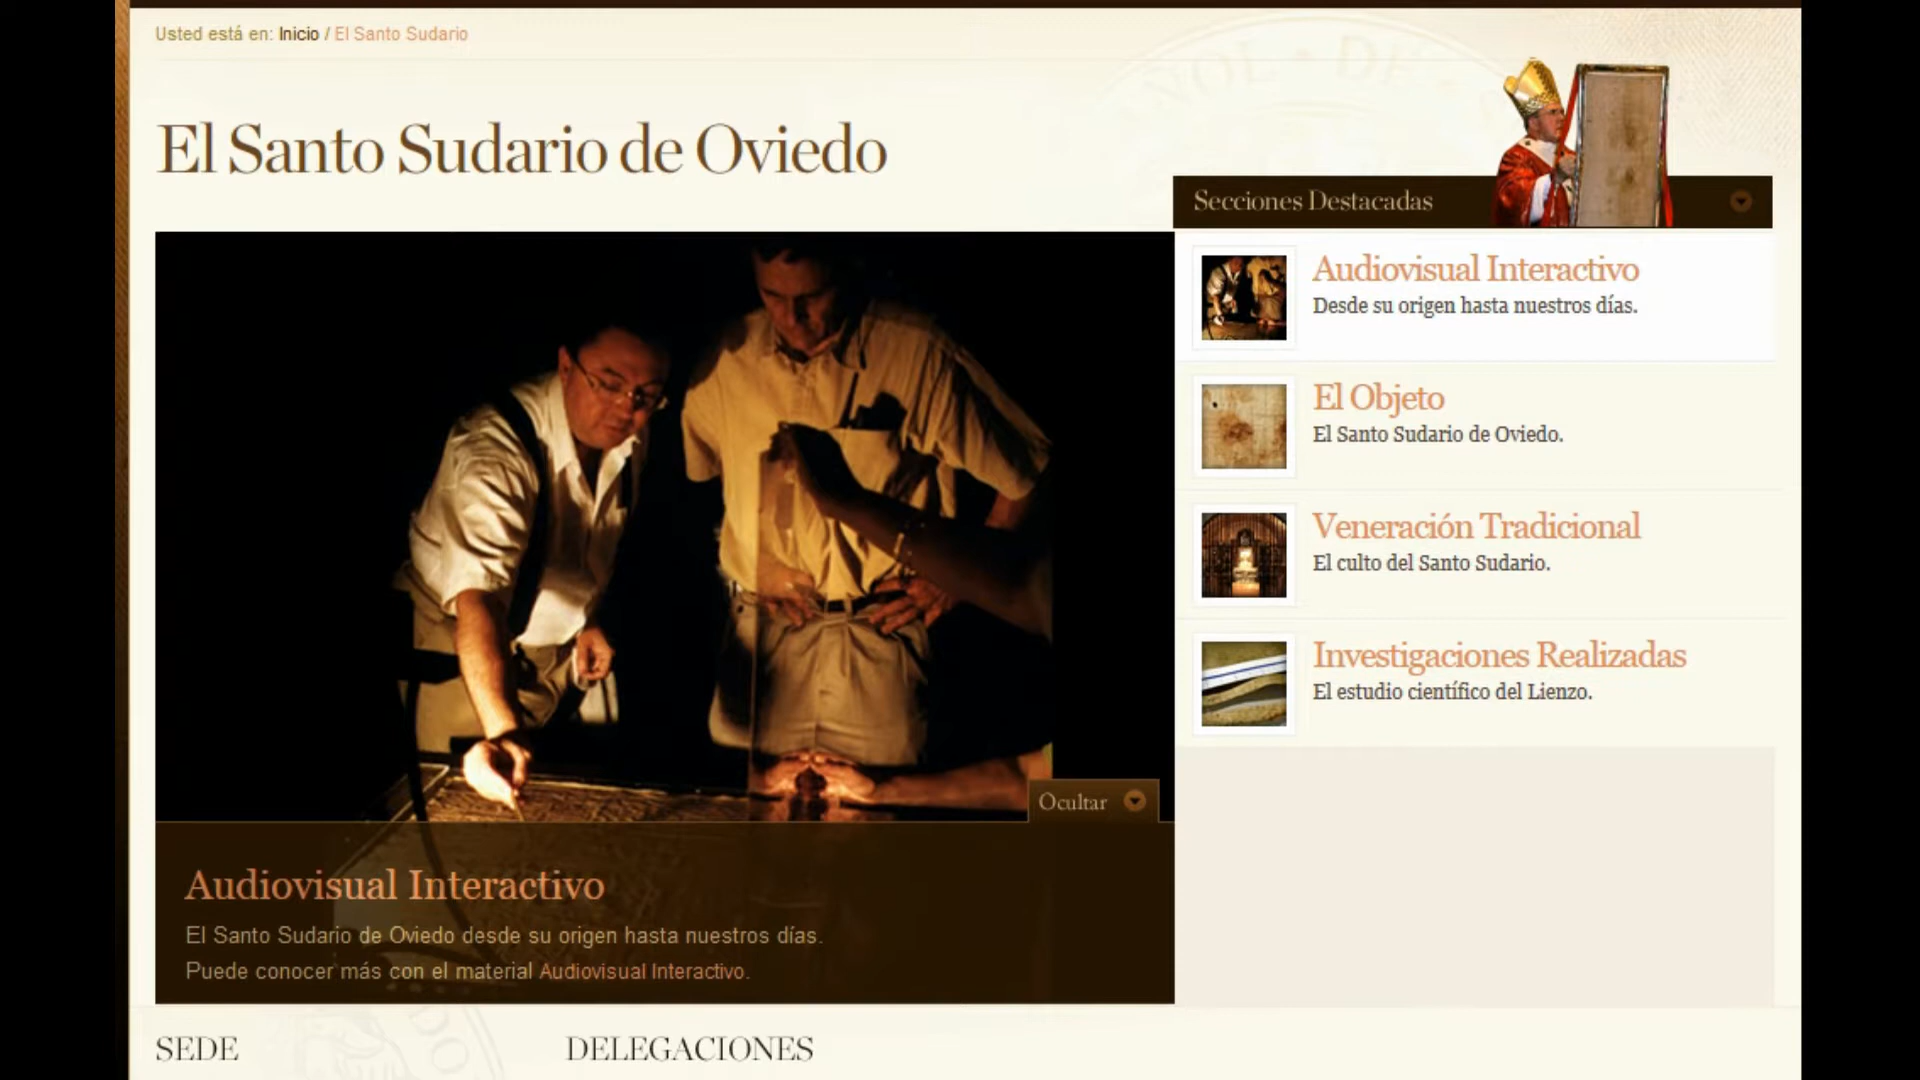 Usted está en: Inicio / El Santo Sudario
El Santo Sudario de Oviedo
Secciones Destacadas
Audiovisual Interactivo
Desde su origen hasta nuestros días.
El Objeto
El Santo Sudario de Oviedo.
Veneración Tradicional
El culto del Santo Sudario.
Investigaciones Realizadas
El estudio científico del Lienzo.
Ocultar
Audiovisual Interactivo
El Santo Sudario de Oviedo desde su origen hasta nuestros días.
Puede conocer más con el material Audiovisual Interactivo.
SEDE
DELEGACIONES